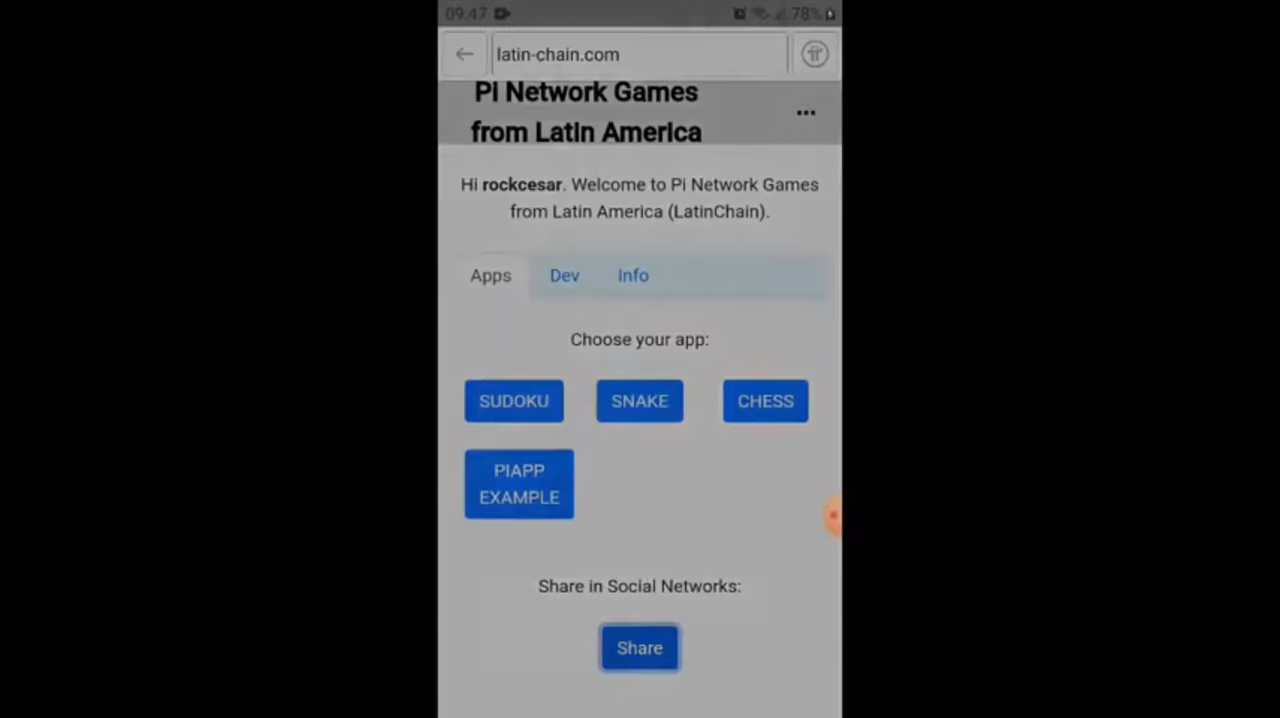 09:47
78%
latin-chain.com
Pi Network Games
from Latin America
Hi rockcesar. Welcome to Pi Network Games
from Latin America (LatinChain).
Apps Dev Info
Choose your app:
SUDOKU SNAKE CHESS
PIAPP
EXAMPLE
Share in Social Networks:
Share